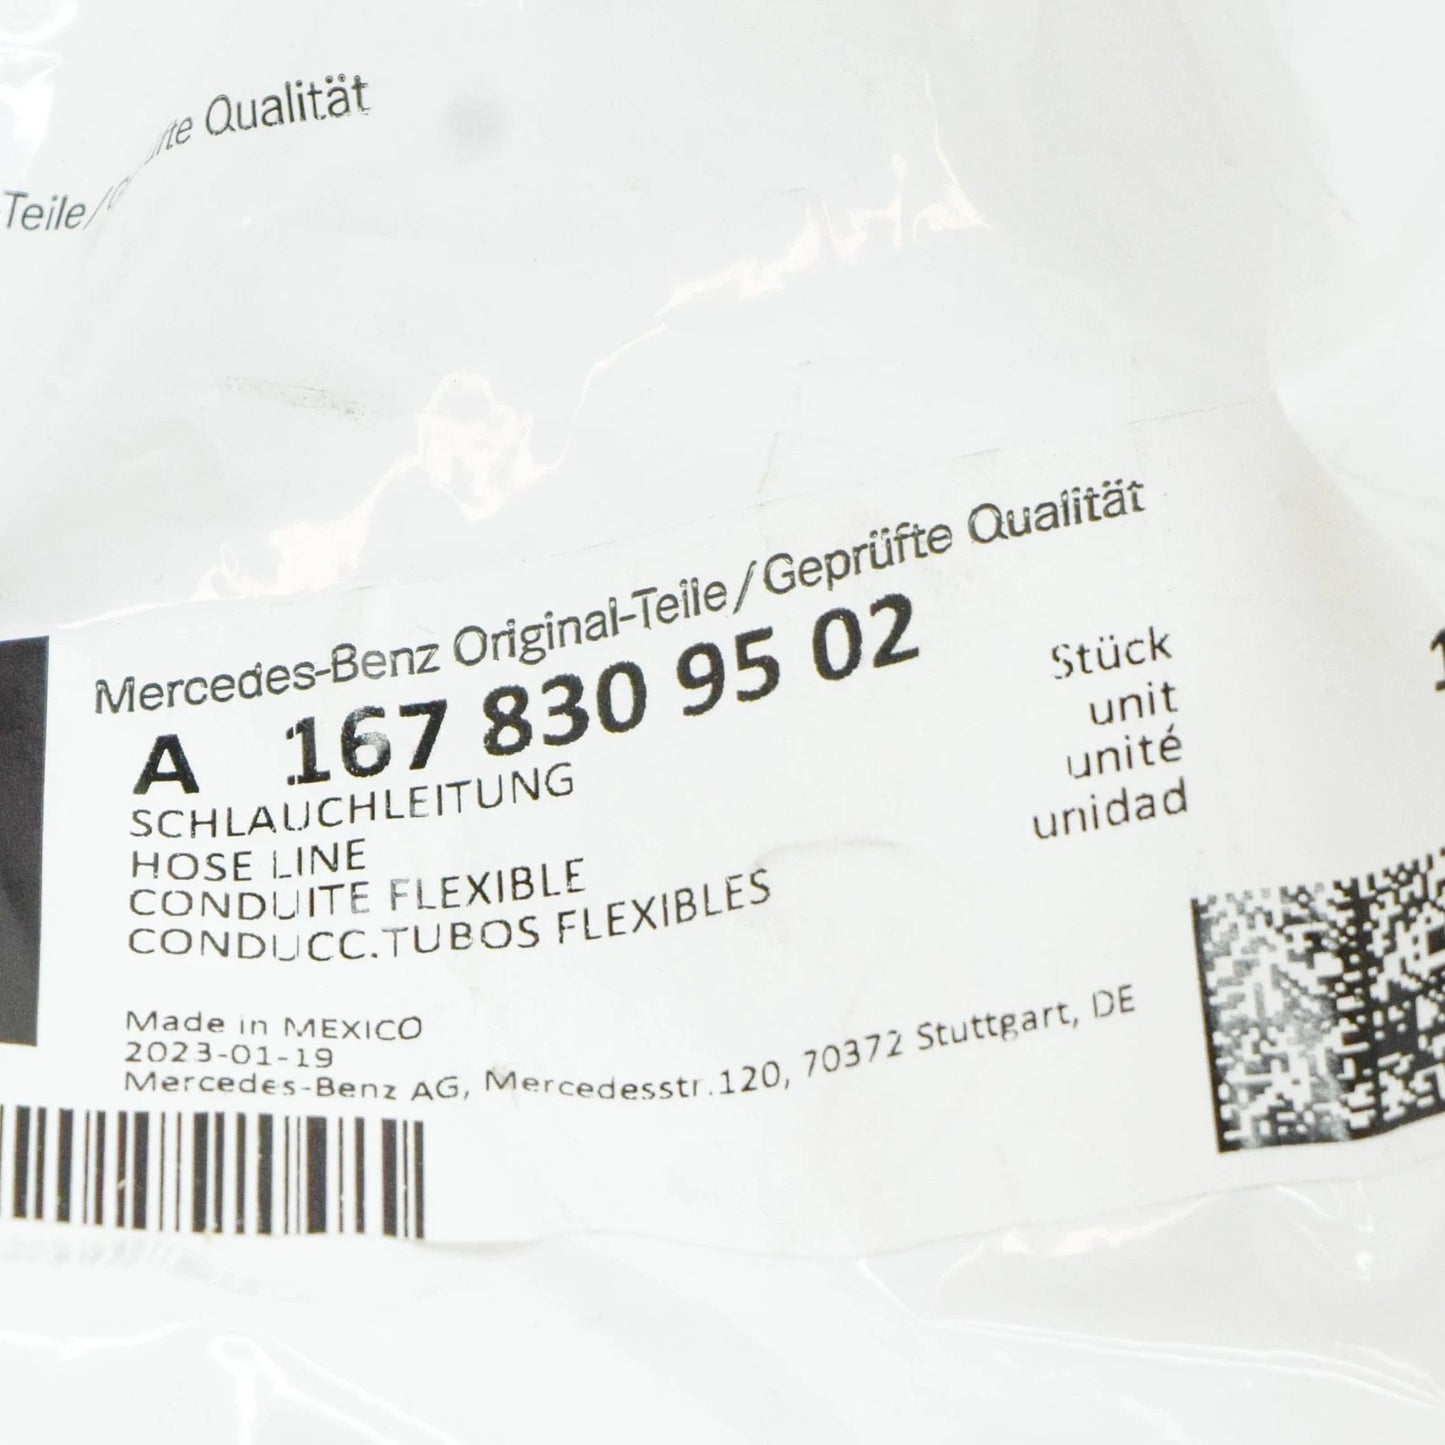 Qualität
-Teile/
Mercedes-Benz Original-Teile/Geprüfte Qualität
A 167 830 95 02
SCHLAUCHLEITUNG
HOSE LINE
CONDUITE FLEXIBLE
CONDUCC.TUBOS FLEXIBLES
Stück
unit
unité
unidad
Made in MEXICO
2023-01-19
Mercedes-Benz AG, Mercedesstr.120, 70372 Stuttgart, DE